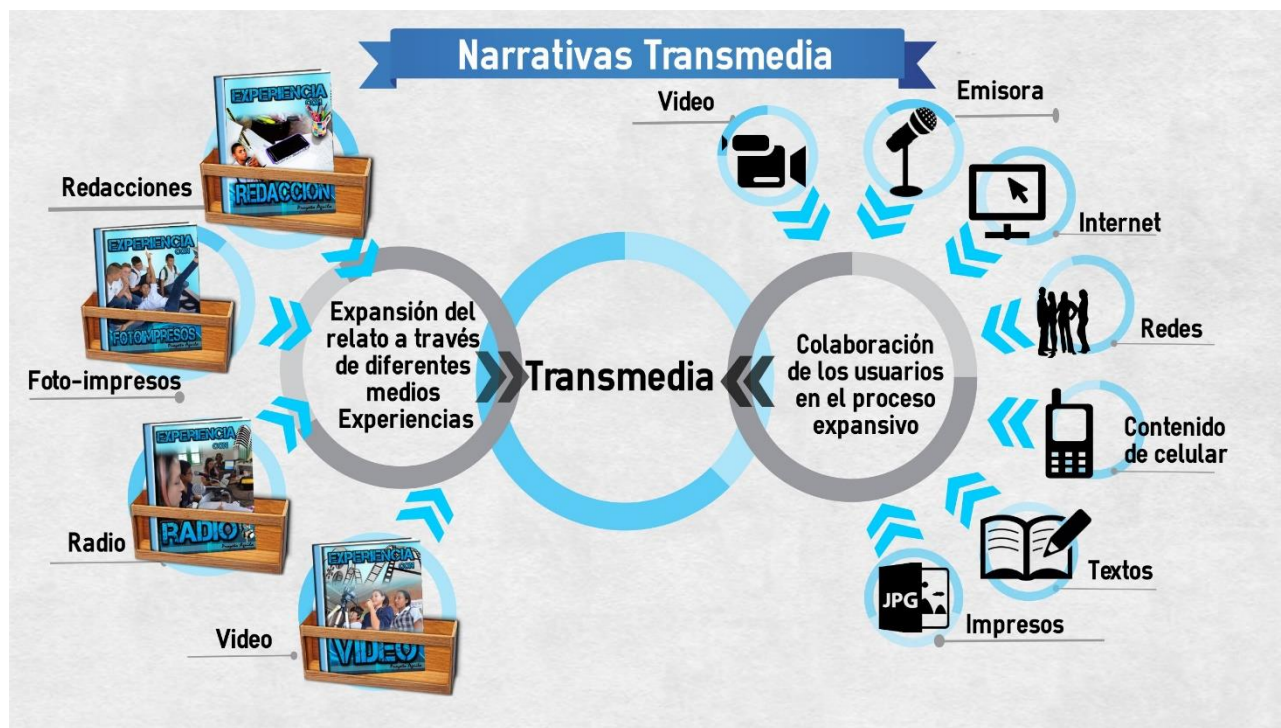 Narrativas Transmedia
EXPERIENCIA
REDACCIÓN
Redacciones
EXPERIENCIA
FOTOIMPRESOS
Foto-impresos
EXPERIENCIA
RADIO
Radio
EXPERIENCIA
VIDEO
Video
Expansión del
relato a través
de diferentes
medios
Experiencias
Transmedia
Colaboración
de los usuarios
en el proceso
expansivo
Video
Emisora
Internet
Redes
Contenido
de celular
Textos
JPG
Impresos